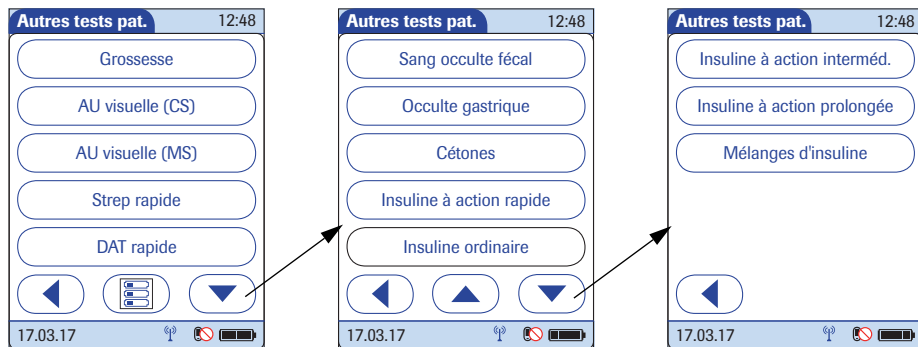 Autres tests pat. 12:48
Grossesse
AU visuelle (CS)
AU visuelle (MS)
Strep rapide
DAT rapide
17.03.17
Autres tests pat. 12:48
Sang occulte fécal
Occulte gastrique
Cétones
Insuline à action rapide
Insuline ordinaire
17.03.17
Autres tests pat. 12:48
Insuline à action interméd.
Insuline à action prolongée
Mélanges d'insuline
17.03.17